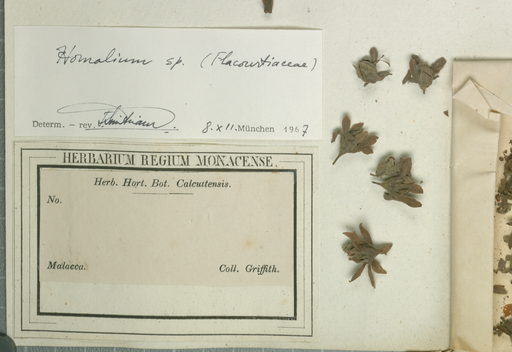 Homalium sp. (Flacourtiaceae)
Determ. – rev.
8.XII. München 1967
HERBARIUM REGIUM MONACENSE.
Herb. Hort. Bot. Calcuttensis.
No.
Malacca. Coll. Griffith.